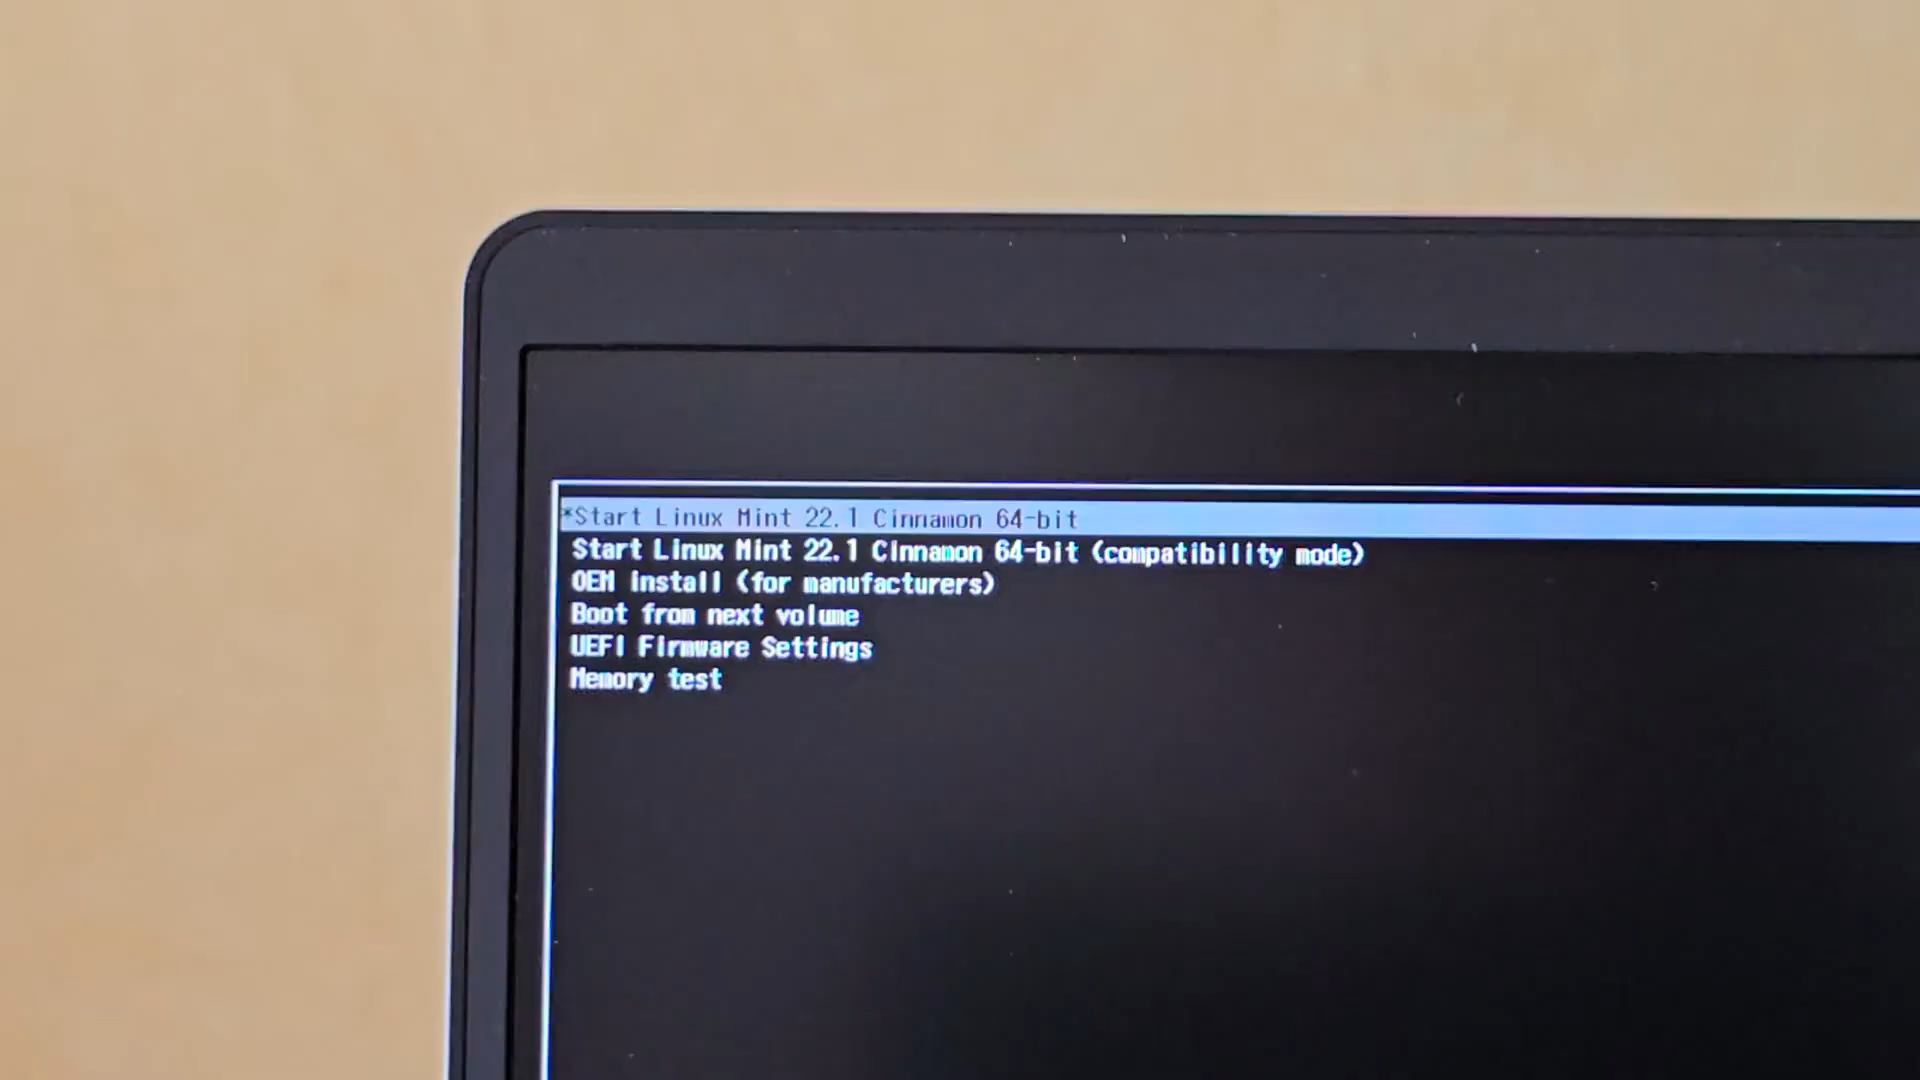 *Start Linux Mint 22.1 Cinnamon 64-bit
Start Linux Mint 22.1 Cinnamon 64-bit (compatibility mode)
OEM install (for manufacturers)
Boot from next volume
UEFI Firmware Settings
Memory test